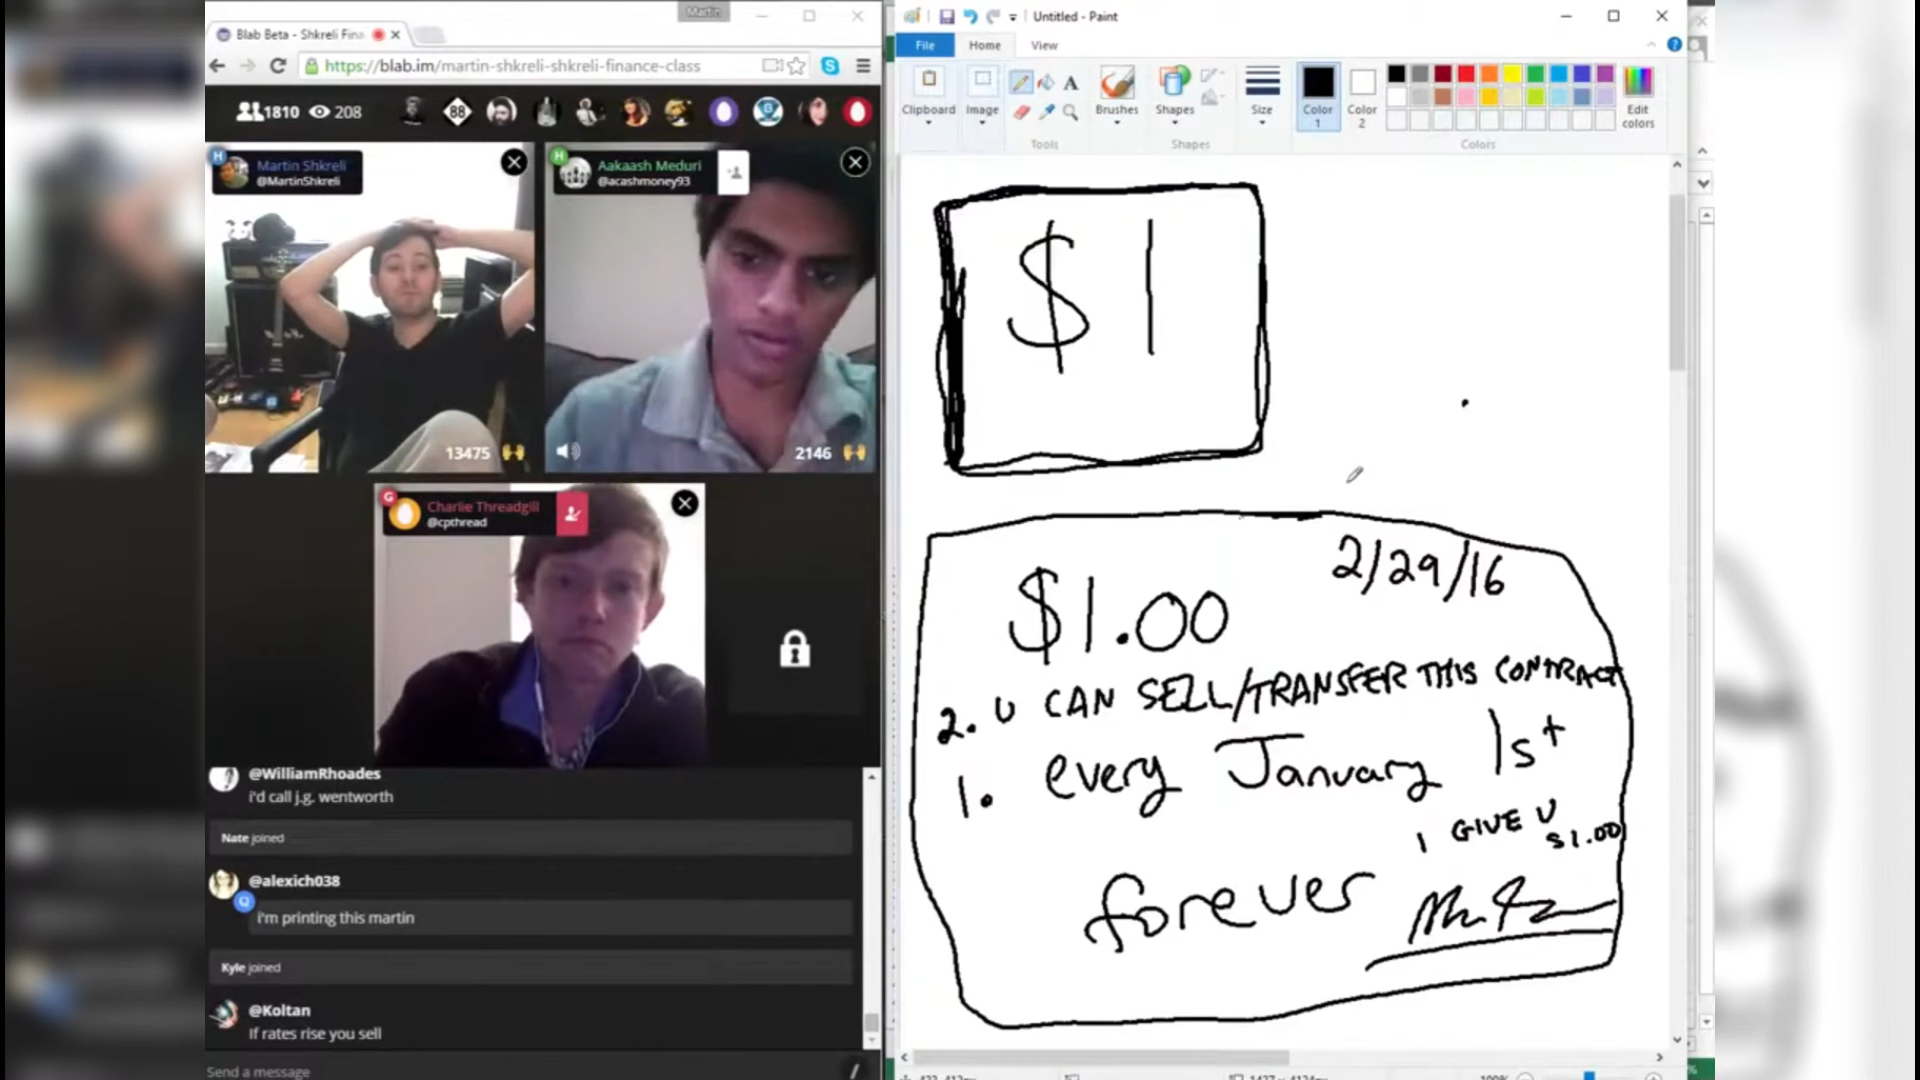 Martin
Blab Beta - Shkreli Fina
https://blab.im/martin-shkreli-shkreli-finance-class
1810 208
88
H Martin Shkreli
@MartinShkreli
13475
H Aakaash Meduri
@acashmoney93
2146
G Charlie Threadgill
@cpthread
@WilliamRhoades
i'd call j.g. wentworth
Nate joined
@alexich038
Q
i'm printing this martin
Kyle joined
@Koltan
If rates rise you sell
Send a message
Untitled - Paint
File Home View
Clipboard
Image
Tools
Brushes
Shapes
Shapes
Size
Color 1
Color 2
Edit colors
Colors
$ 1
2/29/16
$1.00
2. U CAN SELL/TRANSFER THIS CONTRACT
1. every January 1st
I GIVE U
$1.00
forever
100%